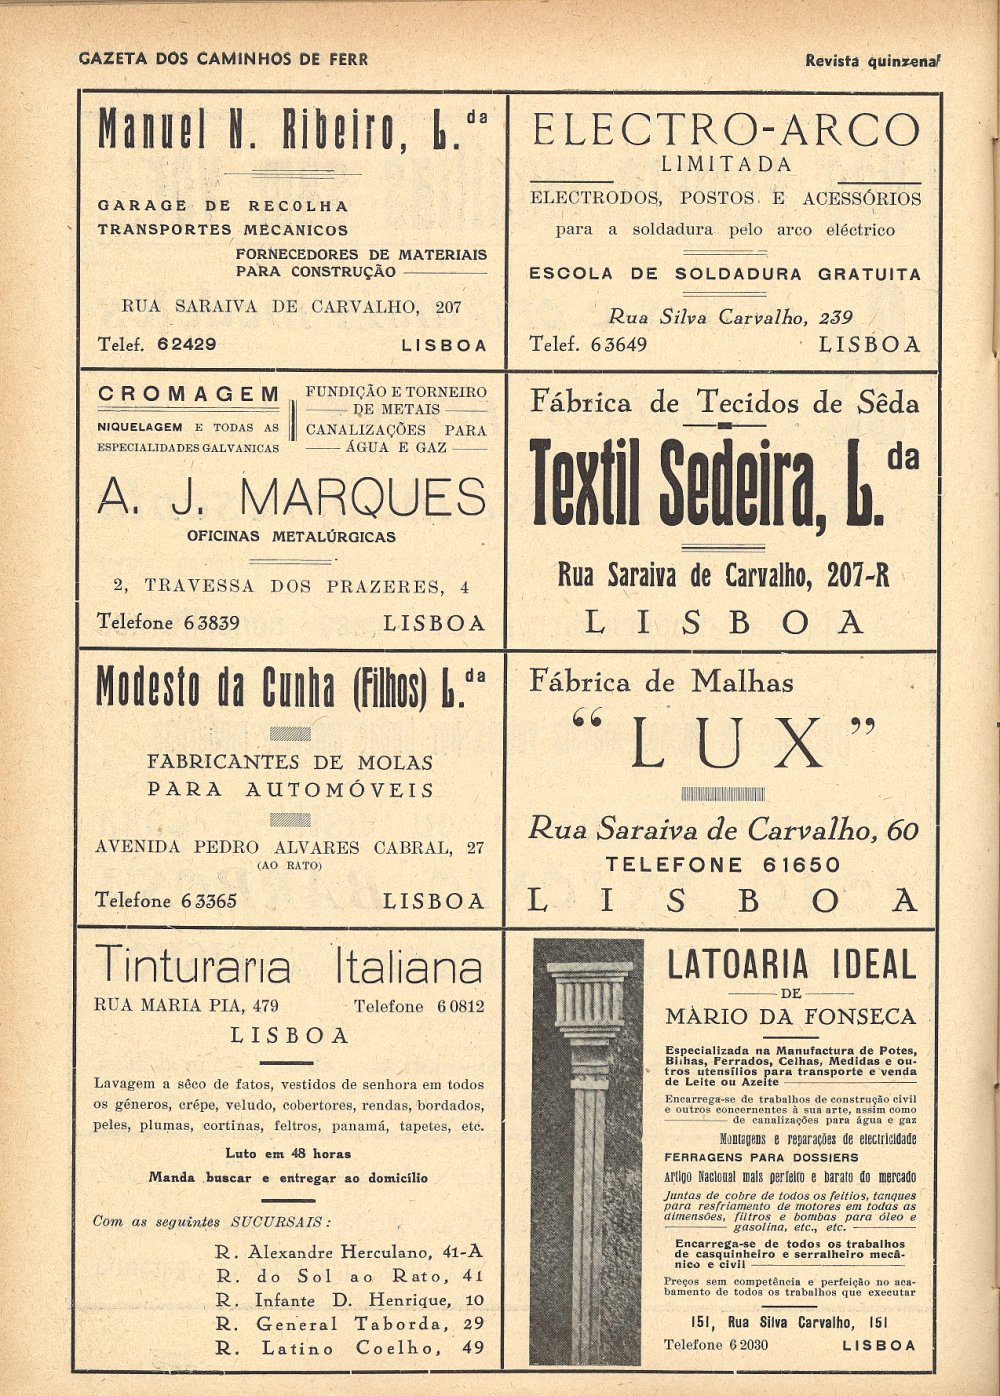 GAZETA DOS CAMINHOS DE FERR
Revista quinzenal
Manuel N. Ribeiro, L.da
GARAGE DE RECOLHA
TRANSPORTES MECANICOS
FORNECEDORES DE MATERIAIS
PARA CONSTRUÇÃO
RUA SARAIVA DE CARVALHO, 207
Telef. 62429 LISBOA
ELECTRO-ARCO
LIMITADA
ELECTRODOS, POSTOS E ACESSÓRIOS
para a soldadura pelo arco eléctrico
ESCOLA DE SOLDADURA GRATUITA
Rua Silva Carvalho, 239
Telef. 63649 LISBOA
CROMAGEM
NIQUELAGEM E TODAS AS
ESPECIALIDADES GALVANICAS
FUNDIÇÃO E TORNEIRO
DE METAIS
CANALIZAÇÕES PARA
ÁGUA E GAZ
A. J. MARQUES
OFICINAS METALÚRGICAS
2, TRAVESSA DOS PRAZERES, 4
Telefone 63839 LISBOA
Fábrica de Tecidos de Sêda
Textil Sedeira, L.da
Rua Saraiva de Carvalho, 207-R
LISBOA
Modesto da Cunha (Filhos) L.da
FABRICANTES DE MOLAS
PARA AUTOMÓVEIS
AVENIDA PEDRO ALVARES CABRAL, 27
(AO RATO)
Telefone 63365 LISBOA
Fábrica de Malhas
“LUX”
Rua Saraiva de Carvalho, 60
TELEFONE 61650
LISBOA
Tinturaria Italiana
RUA MARIA PIA, 479 Telefone 60812
LISBOA
Lavagem a sêco de fatos, vestidos de senhora em todos
os géneros, crépe, veludo, cobertores, rendas, bordados,
peles, plumas, cortinas, feltros, panamá, tapetes, etc.
Luto em 48 horas
Manda buscar e entregar ao domicílio
Com as seguintes SUCURSAIS:
R. Alexandre Herculano, 41-A
R. do Sol ao Rato, 41
R. Infante D. Henrique, 10
R. General Taborda, 29
R. Latino Coelho, 49
LATOARIA IDEAL
DE
MÁRIO DA FONSECA
Especializada na Manufactura de Potes,
Bilhas, Ferrados, Celhas, Medidas e ou-
tros utensílios para transporte e venda
de Leite ou Azeite
Encarrega-se de trabalhos de construção civil
e outros concernentes à sua arte, assim como
de canalizações para água e gaz
Montagens e reparações de electricidade
FERRAGENS PARA DOSSIERS
Artigo Nacional mais perfeito e barato do mercado
Juntas de cobre de todos os feitios, tanques
para resfriamento de motores em todas as
dimensões, filtros e bombas para óleo e
gasolina, etc., etc.
Encarrega-se de todos os trabalhos
de casquinheiro e serralheiro mecâ-
nico e civil
Preços sem competência e perfeição no aca-
bamento de todos os trabalhos que executar
151, Rua Silva Carvalho, 151
Telefone 62030 LISBOA